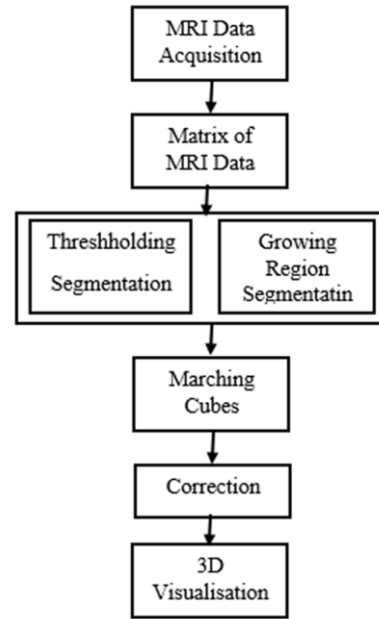 MRI Data
Acquisition
Matrix of
MRI Data
Threshholding
Segmentation
Growing
Region
Segmentatin
Marching
Cubes
Correction
3D
Visualisation